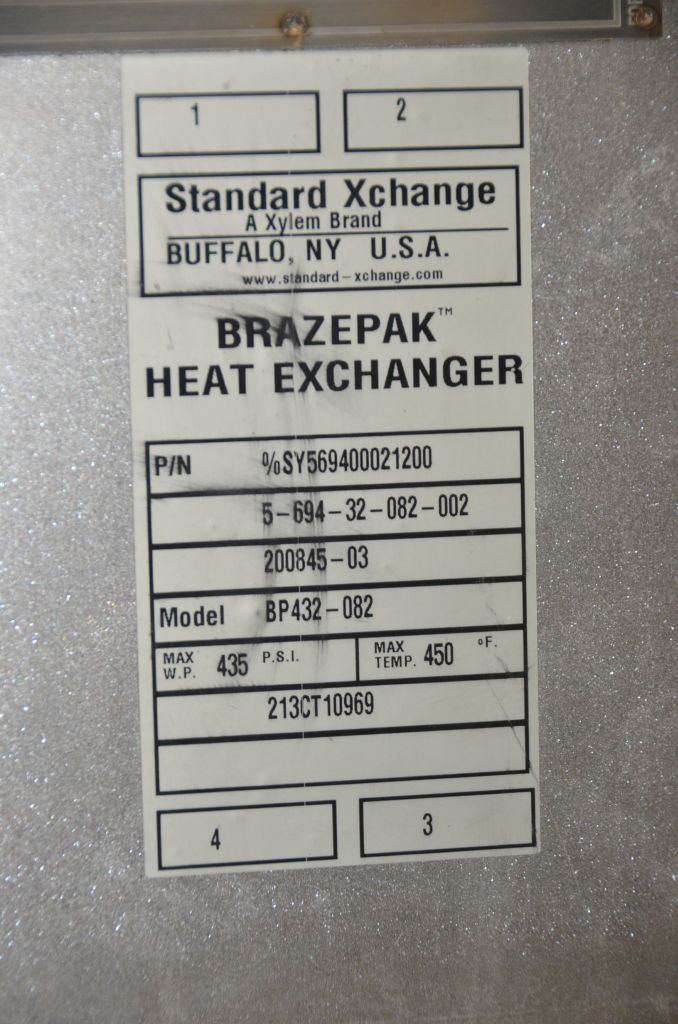 1 2
Standard Xchange
A Xylem Brand
BUFFALO, NY U.S.A.
www.standard-xchange.com
BRAZEPAK™
HEAT EXCHANGER
P/N %SY569400021200
5-694-32-082-002
200845-03
Model BP432-082
MAX W.P. 435 P.S.I. MAX TEMP. 450 °F.
213CT10969
4 3